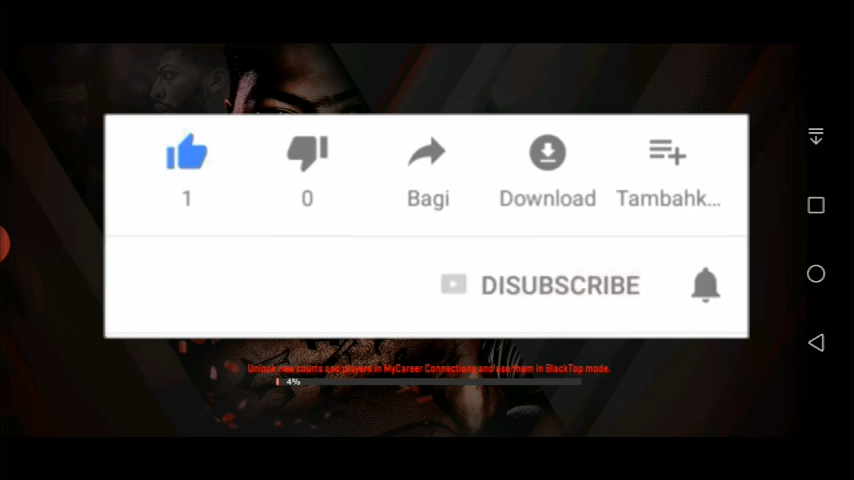 1 0 Bagi Download Tambahk...
DISUBSCRIBE
Unlock new courts and players in MyCareer Connections and use them in BlackTop mode.
4%